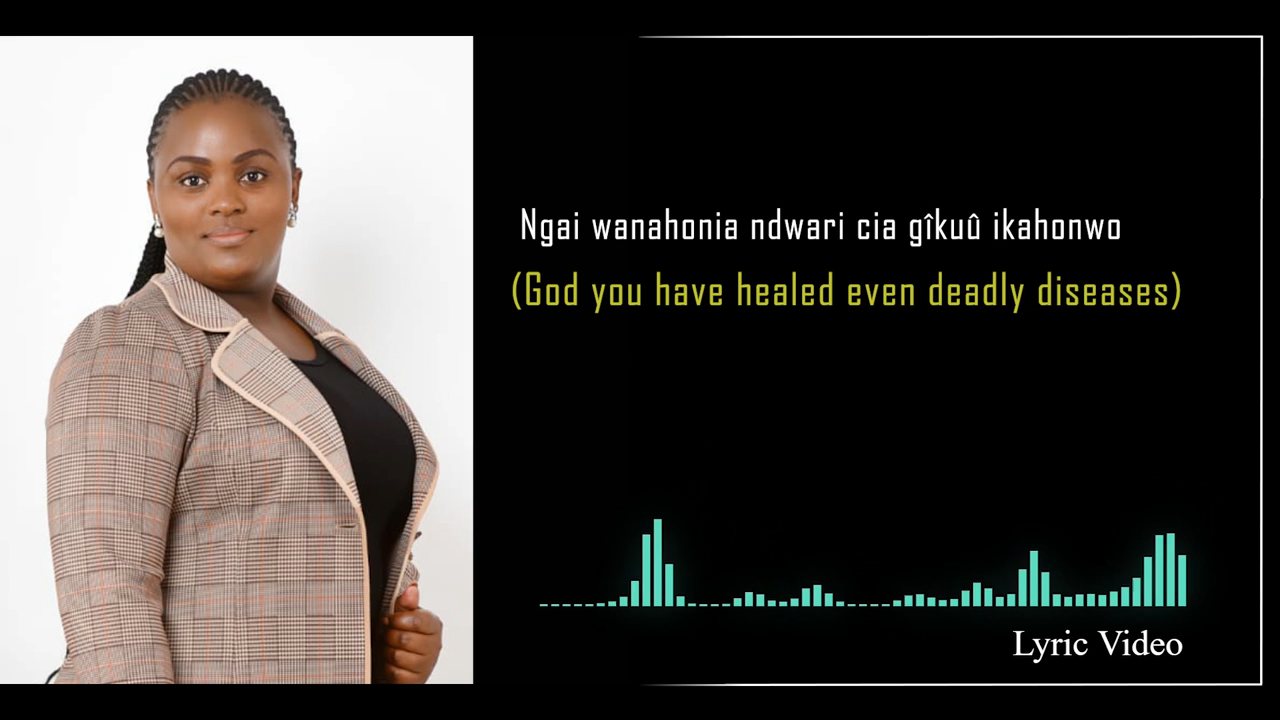 Ngai wanahonia ndwari cia gîkuû ikahonwo
(God you have healed even deadly diseases)
Lyric Video